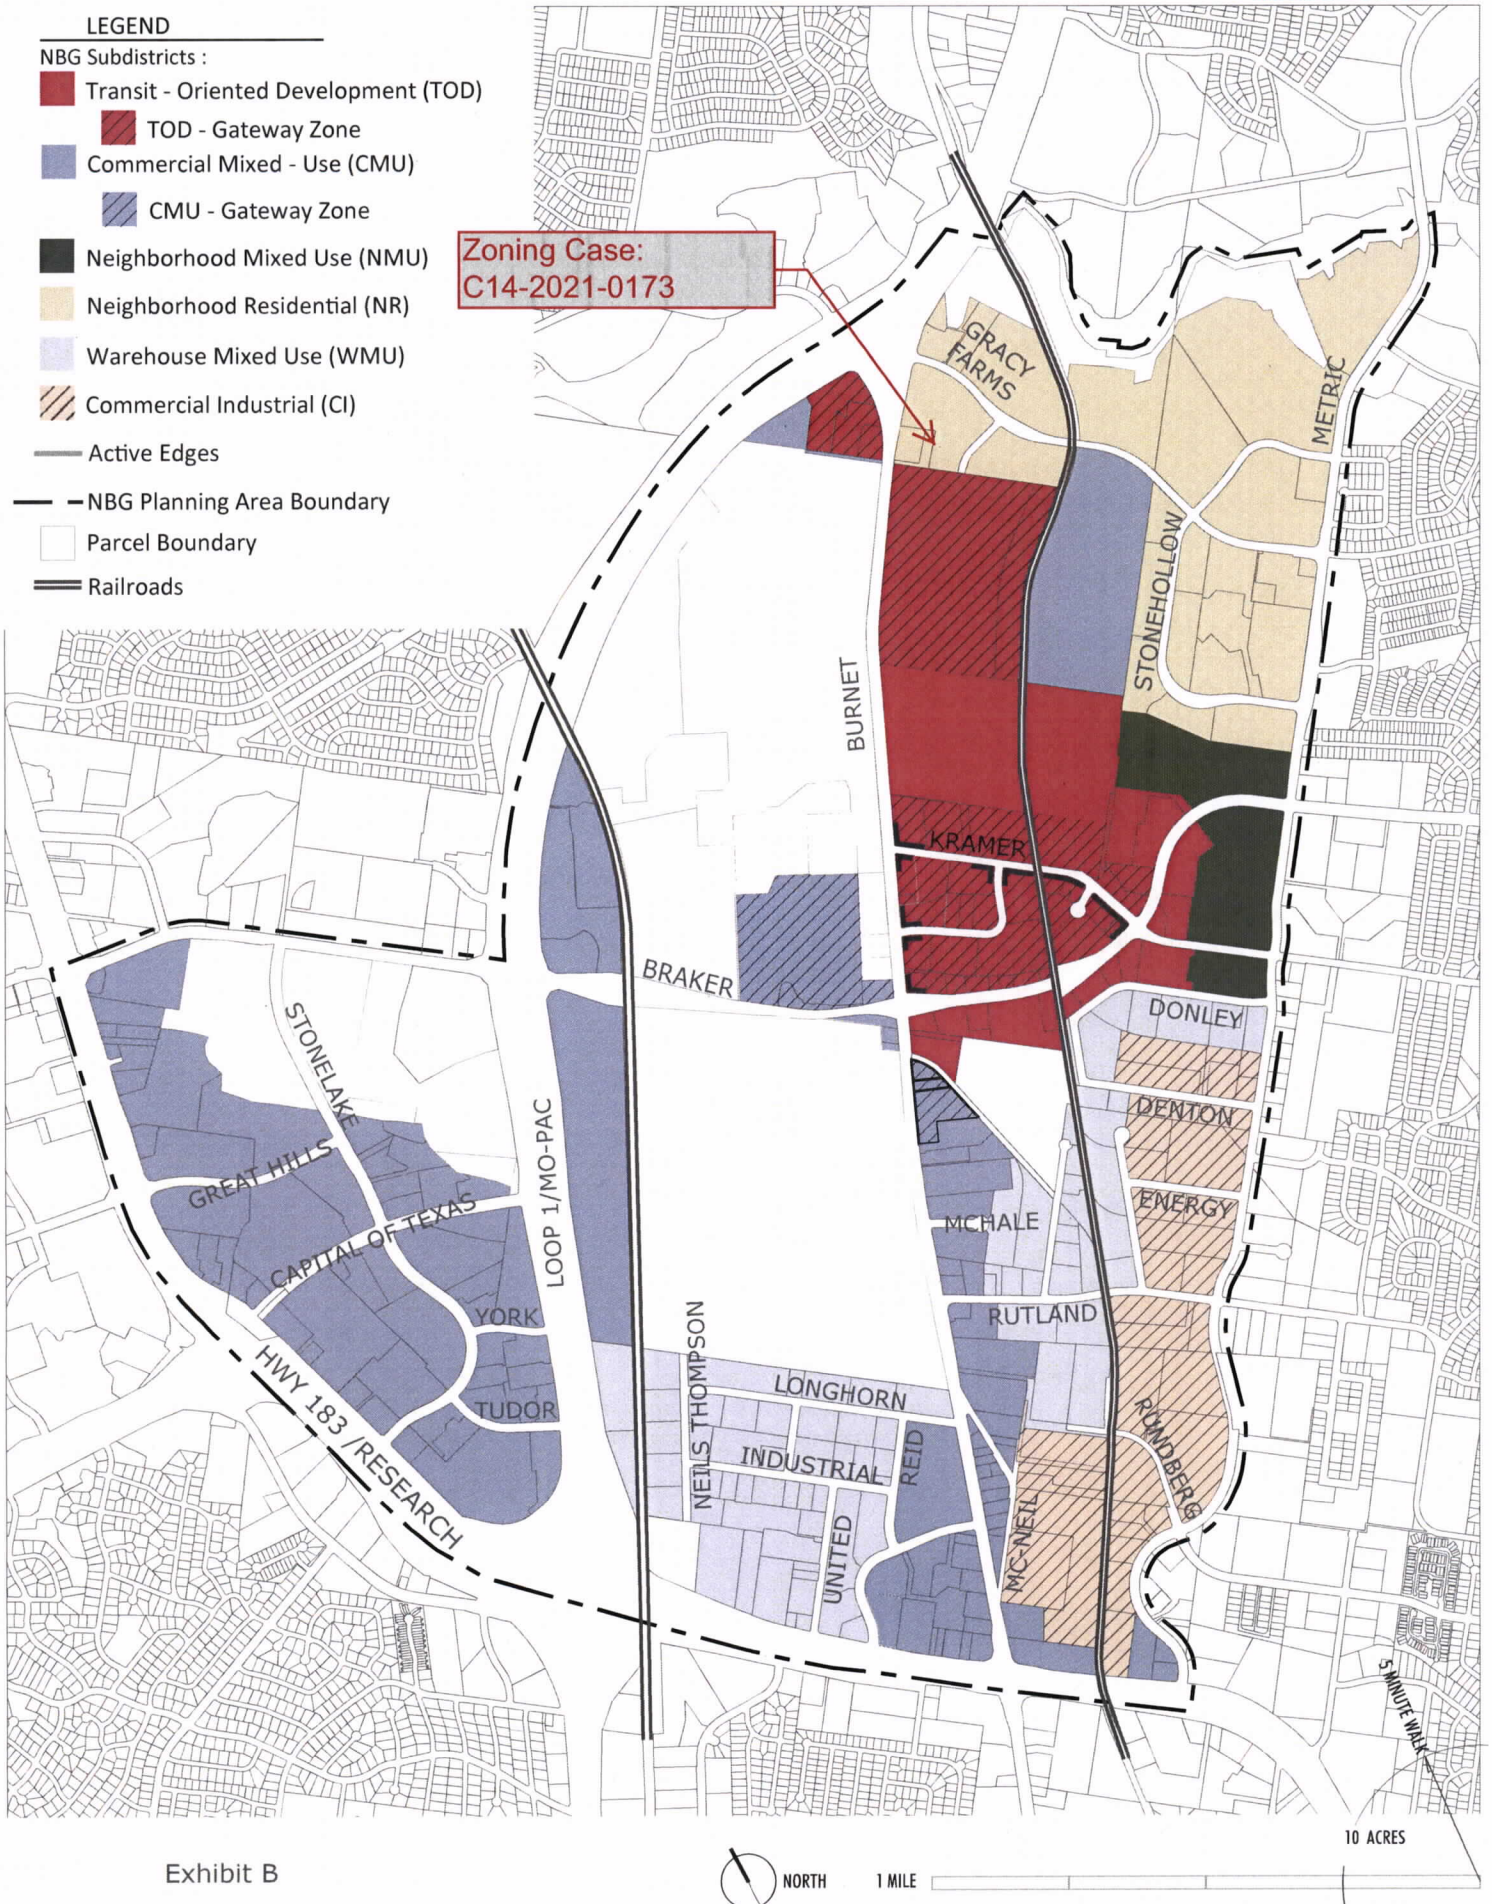 LEGEND
NBG Subdistricts :
Transit - Oriented Development (TOD)
TOD - Gateway Zone
Commercial Mixed - Use (CMU)
CMU - Gateway Zone
Neighborhood Mixed Use (NMU)
Neighborhood Residential (NR)
Warehouse Mixed Use (WMU)
Commercial Industrial (CI)
Active Edges
NBG Planning Area Boundary
Parcel Boundary
Railroads
Zoning Case:
C14-2021-0173
GRACY
FARMS
METRIC
STONEHOLLOW
BURNET
KRAMER
BRAKER
DONLEY
STONELAKE
DENTON
GREAT HILLS
ENERGY
CAPITAL OF TEXAS
LOOP 1/MO-PAC
MCHALE
YORK
RUTLAND
NEILS THOMPSON
HWY 183 /RESEARCH
LONGHORN
TUDOR
INDUSTRIAL
REID
RUNDBERG
UNITED
MC-NEIL
5 MINUTE WALK
10 ACRES
Exhibit B
NORTH
1 MILE